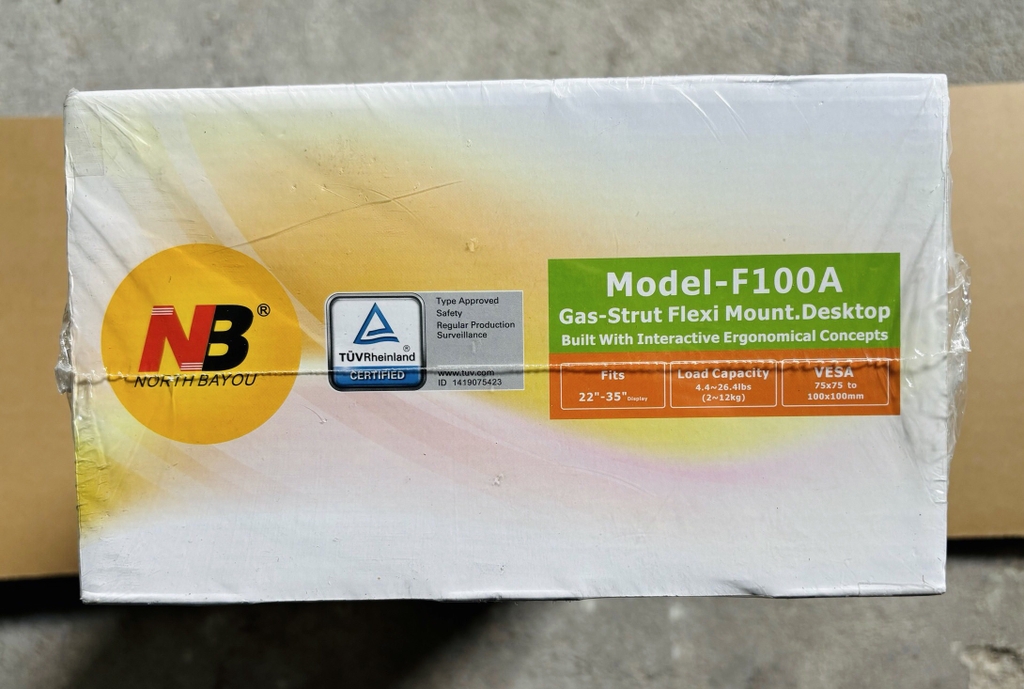 NB®
NORTH BAYOU
TÜVRheinland®
CERTIFIED
Type Approved
Safety
Regular Production
Surveillance
www.tuv.com
ID 1419075423
Model-F100A
Gas-Strut Flexi Mount.Desktop
Built With Interactive Ergonomical Concepts
Fits
22"-35" Display
Load Capacity
4.4~26.4lbs
(2~12kg)
VESA
75x75 to
100x100mm